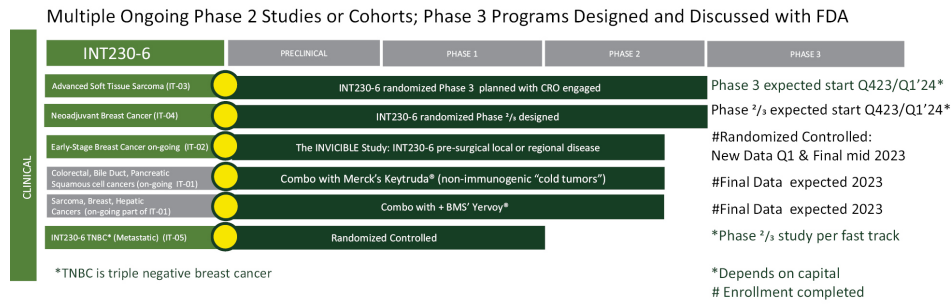 Multiple Ongoing Phase 2 Studies or Cohorts; Phase 3 Programs Designed and Discussed with FDA
CLINICAL
INT230-6
PRECLINICAL
PHASE 1
PHASE 2
PHASE 3
Advanced Soft Tissue Sarcoma (IT-03)
INT230-6 randomized Phase 3 planned with CRO engaged
Phase 3 expected start Q423/Q1’24*
Neoadjuvant Breast Cancer (IT-04)
INT230-6 randomized Phase ²/₃ designed
Phase ²/₃ expected start Q423/Q1’24*
Early-Stage Breast Cancer on-going (IT-02)
The INVICIBLE Study: INT230-6 pre-surgical local or regional disease
#Randomized Controlled:
New Data Q1 & Final mid 2023
Colorectal, Bile Duct, Pancreatic
Squamous cell cancers (on-going IT-01)
Combo with Merck’s Keytruda® (non-immunogenic “cold tumors”)
#Final Data expected 2023
Sarcoma, Breast, Hepatic
Cancers (on-going part of IT-01)
Combo with + BMS’ Yervoy®
#Final Data expected 2023
INT230-6 TNBC* (Metastatic) (IT-05)
Randomized Controlled
*Phase ²/₃ study per fast track
*TNBC is triple negative breast cancer
*Depends on capital
# Enrollment completed